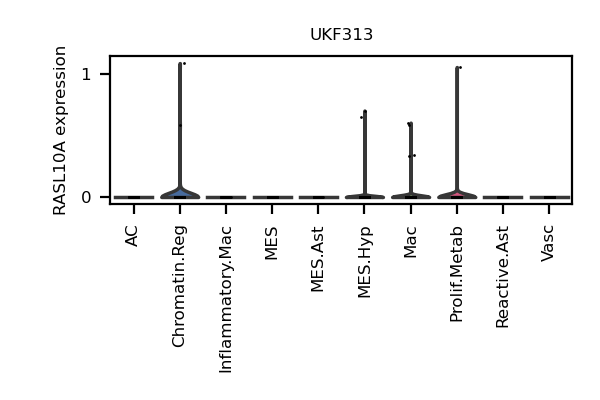 UKF313
RASL10A expression
1
0
AC
Chromatin.Reg
Inflammatory.Mac
MES
MES.Ast
MES.Hyp
Mac
Prolif.Metab
Reactive.Ast
Vasc